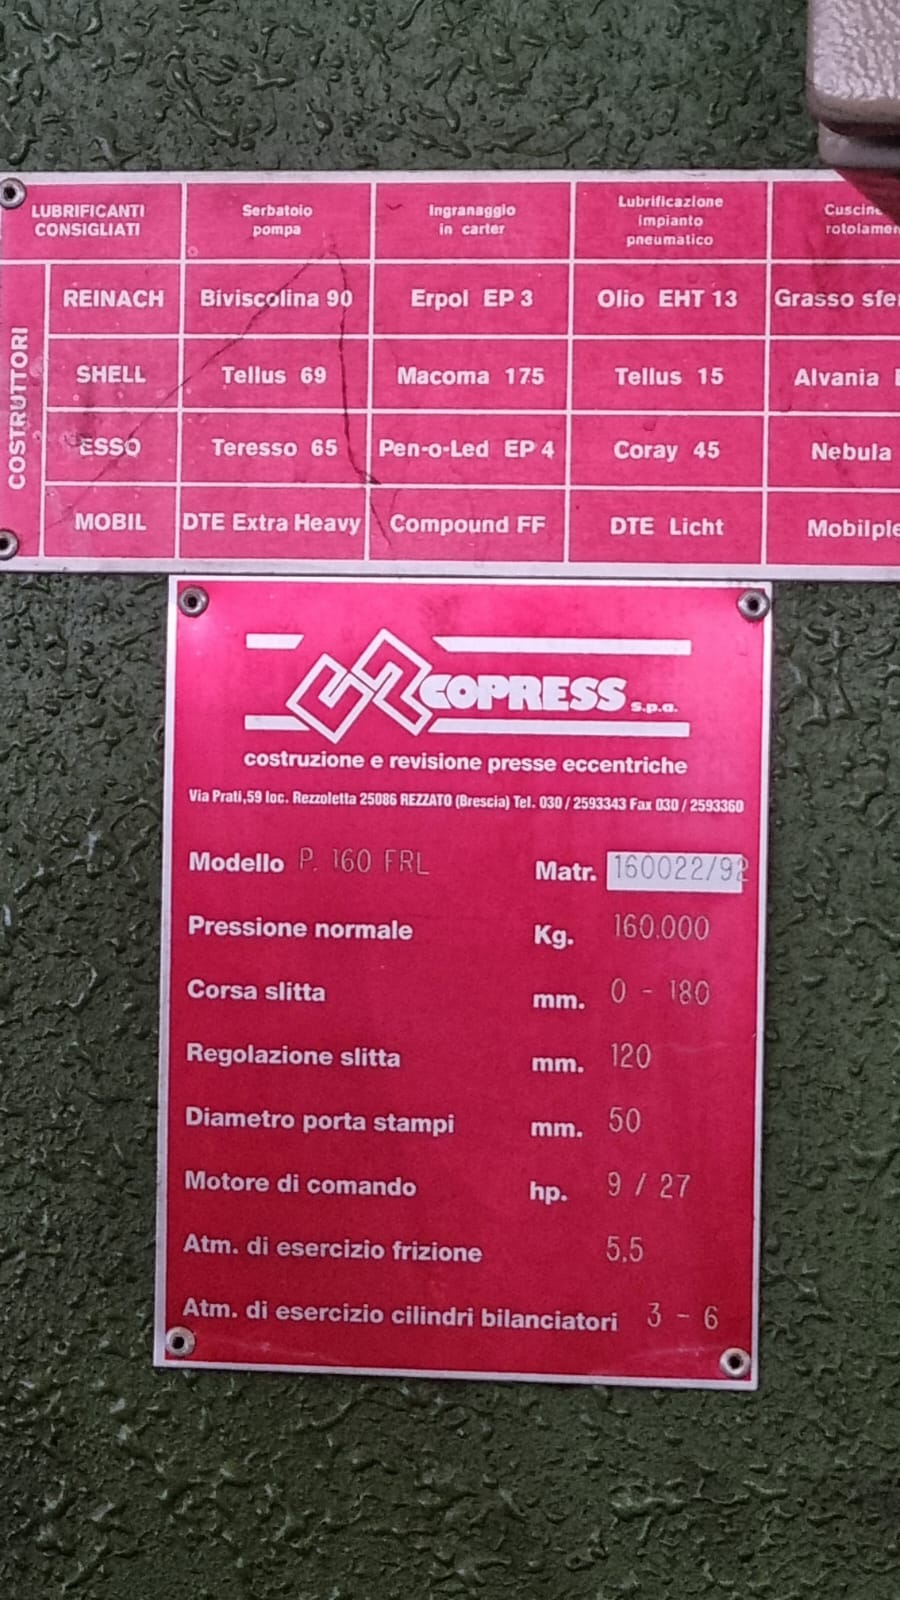 LUBRIFICANTI CONSIGLIATI
Serbatoio pompa
Ingranaggio in carter
Lubrificazione impianto pneumatico
COSTRUTTORI
REINACH Biviscolina 90 Erpol EP 3 Olio EHT 13 Grasso
SHELL Tellus 69 Macoma 175 Tellus 15 Alvania
ESSO Teresso 65 Pen-o-Led EP 4 Coray 45 Nebula
MOBIL DTE Extra Heavy Compound FF DTE Licht
COPRESS s.p.a.
costruzione e revisione presse eccentriche
Via Prati,59 loc. Rezzoletta 25086 REZZATO (Brescia) Tel. 030 / 2593343 Fax 030 / 2593360
Modello P. 160 FRL Matr. 160022/92
Pressione normale Kg. 160.000
Corsa slitta mm. 0 - 180
Regolazione slitta mm. 120
Diametro porta stampi mm. 50
Motore di comando hp. 9 / 27
Atm. di esercizio frizione 5.5
Atm. di esercizio cilindri bilanciatori 3 - 6